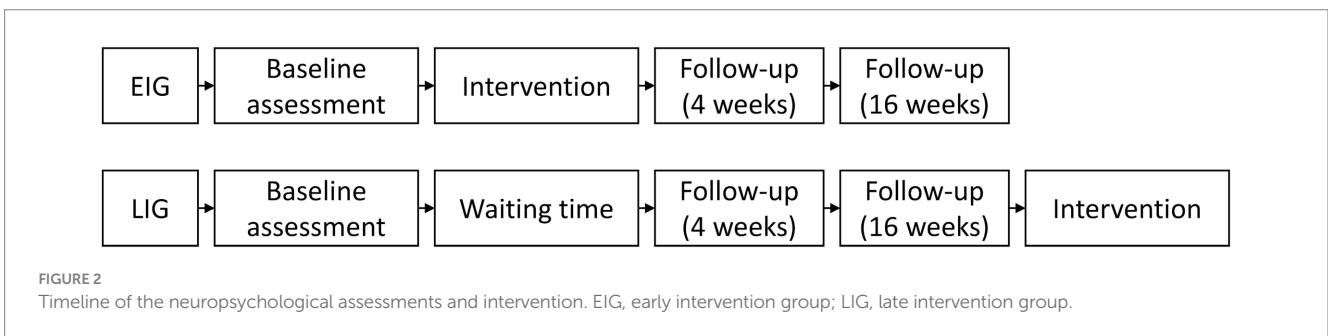 EIG
Baseline
assessment
Intervention
Follow-up
(4 weeks)
Follow-up
(16 weeks)
LIG
Baseline
assessment
Waiting time
Follow-up
(4 weeks)
Follow-up
(16 weeks)
Intervention
FIGURE 2
Timeline of the neuropsychological assessments and intervention. EIG, early intervention group; LIG, late intervention group.